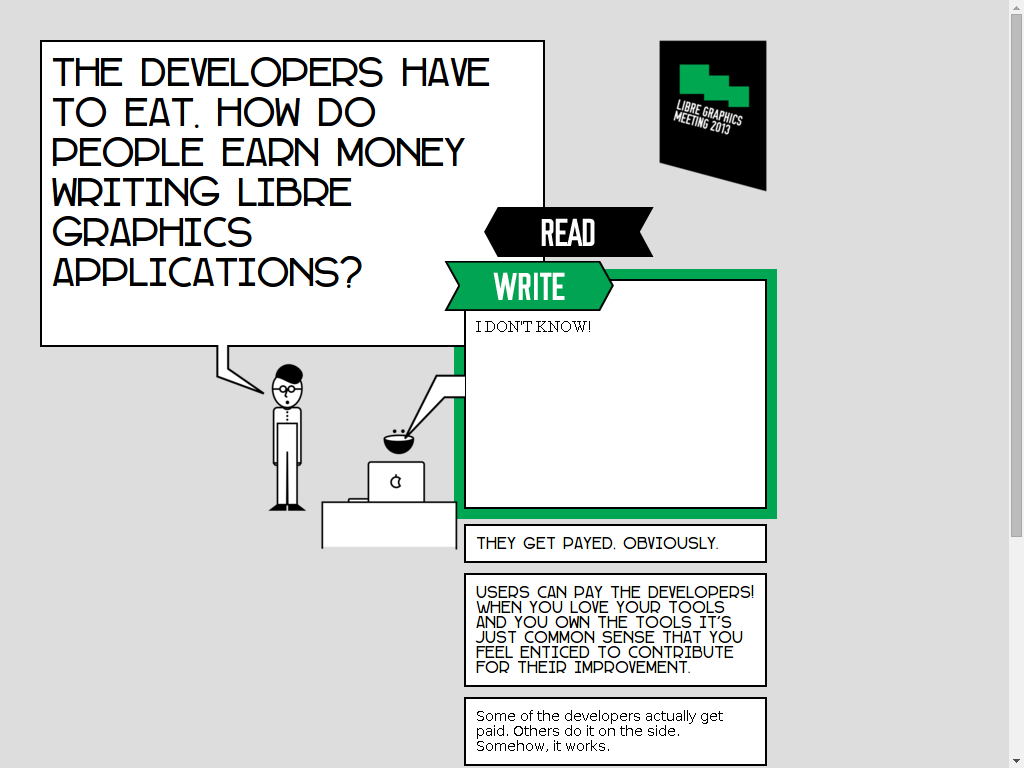 THE DEVELOPERS HAVE
TO EAT. HOW DO
PEOPLE EARN MONEY
WRITING LIBRE
GRAPHICS
APPLICATIONS?
LIBRE GRAPHICS
MEETING 2013
READ
WRITE
I DON'T KNOW!
THEY GET PAYED. OBVIOUSLY.
USERS CAN PAY THE DEVELOPERS!
WHEN YOU LOVE YOUR TOOLS
AND YOU OWN THE TOOLS IT'S
JUST COMMON SENSE THAT YOU
FEEL ENTICED TO CONTRIBUTE
FOR THEIR IMPROVEMENT.
Some of the developers actually get
paid. Others do it on the side.
Somehow, it works.